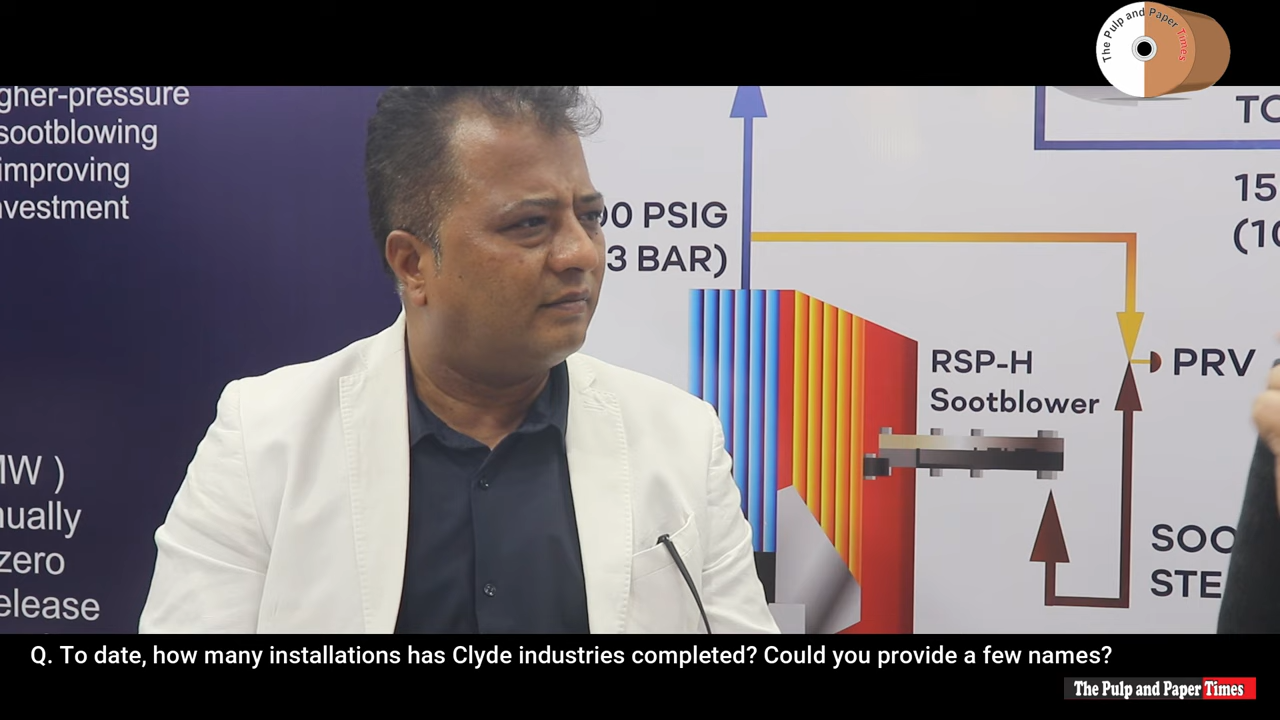 The Pulp and Paper Times
gher-pressure
sootblowing
improving
nvestment
TO
15
(10
00 PSIG
3 BAR)
RSP-H
Sootblower
PRV
MW )
nually
zero
elease
SOO
STE
Q. To date, how many installations has Clyde industries completed? Could you provide a few names?
The Pulp and Paper Times